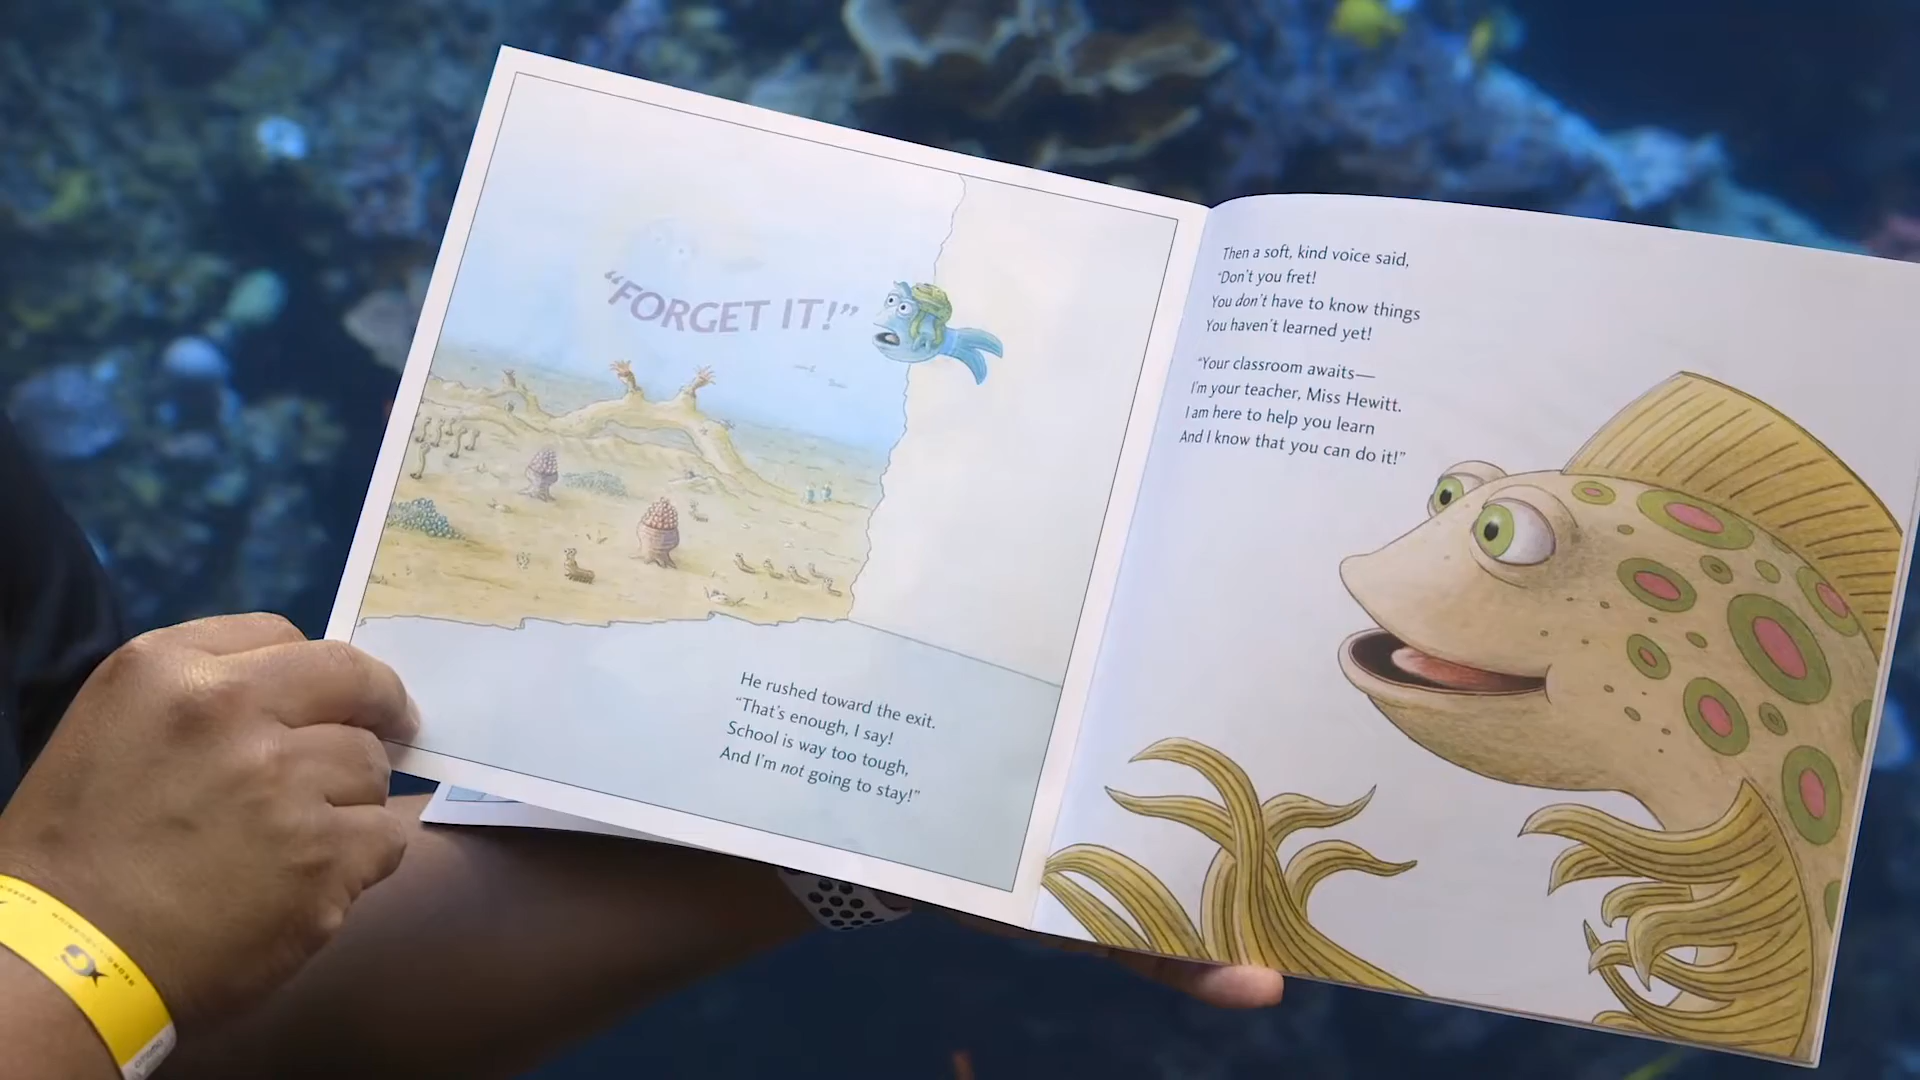 “FORGET IT!”
He rushed toward the exit.
“That’s enough, I say!
School is way too tough,
And I’m not going to stay!”
Then a soft, kind voice said,
“Don’t you fret!
You don’t have to know things
You haven’t learned yet!
“Your classroom awaits—
I’m your teacher, Miss Hewitt.
I am here to help you learn
And I know that you can do it!”